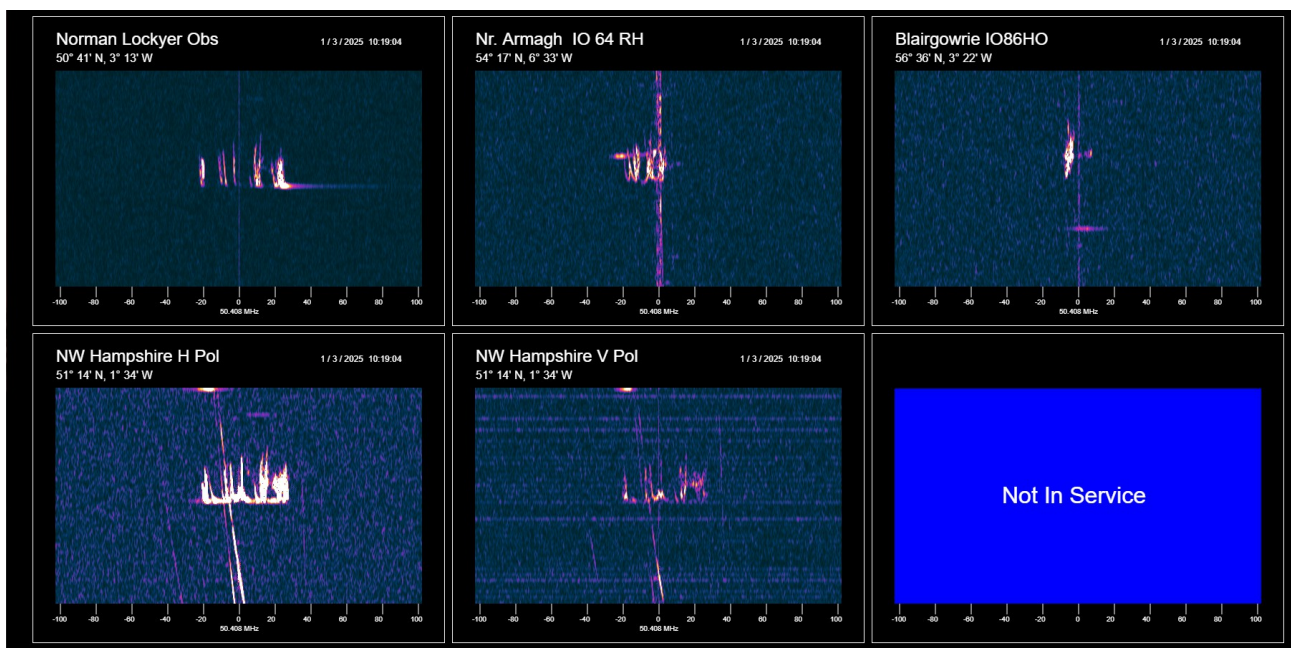 Norman Lockyer Obs
1 / 3 / 2025 10:19:04
50° 41' N, 3° 13' W
-100 -80 -60 -40 -20 0 20 40 60 80 100
50.408 MHz
Nr. Armagh IO 64 RH
1 / 3 / 2025 10:19:04
54° 17' N, 6° 33' W
-100 -80 -60 -40 -20 0 20 40 60 80 100
50.408 MHz
Blairgowrie IO86HO
1 / 3 / 2025 10:19:04
56° 36' N, 3° 22' W
-100 -80 -60 -40 -20 0 20 40 60 80 100
50.408 MHz
NW Hampshire H Pol
1 / 3 / 2025 10:19:04
51° 14' N, 1° 34' W
-100 -80 -60 -40 -20 0 20 40 60 80 100
50.408 MHz
NW Hampshire V Pol
1 / 3 / 2025 10:19:04
51° 14' N, 1° 34' W
-100 -80 -60 -40 -20 0 20 40 60 80 100
50.408 MHz
Not In Service
-100 -80 -60 -40 -20 0 20 40 60 80 100